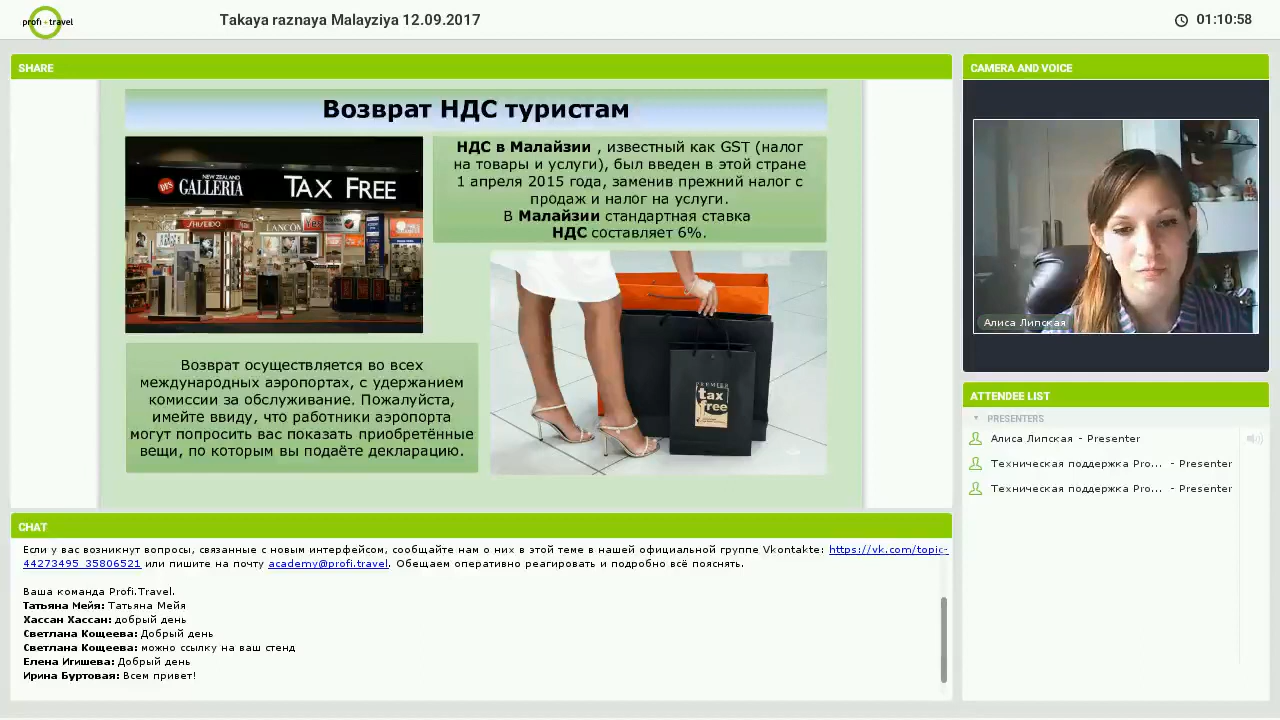 profi travel
Takaya raznaya Malayziya 12.09.2017
01:10:58
SHARE
Возврат НДС туристам
NEW ZEALAND
DFS GALLERIA
TAX FREE
SHISEIDO
НДС в Малайзии , известный как GST (налог
на товары и услуги), был введен в этой стране
1 апреля 2015 года, заменив прежний налог с
продаж и налог на услуги.
В Малайзии стандартная ставка
НДС составляет 6%.
PREMIER
tax
free
Возврат осуществляется во всех
международных аэропортах, с удержанием
комиссии за обслуживание. Пожалуйста,
имейте ввиду, что работники аэропорта
могут попросить вас показать приобретённые
вещи, по которым вы подаёте декларацию.
CHAT
Если у вас возникнут вопросы, связанные с новым интерфейсом, сообщайте нам о них в этой теме в нашей официальной группе Vkontakte: https://vk.com/topic-
44273495_35806521 или пишите на почту academy@profi.travel. Обещаем оперативно реагировать и подробно всё пояснять.
Ваша команда Profi.Travel.
Татьяна Мейя: Татьяна Мейя
Хассан Хассан: добрый день
Светлана Кощеева: Добрый день
Светлана Кощеева: можно ссылку на ваш стенд
Елена Игишева: Добрый день
Ирина Буртовая: Всем привет!
CAMERA AND VOICE
Алиса Липская
ATTENDEE LIST
PRESENTERS
Алиса Липская - Presenter
Техническая поддержка Pro... - Presenter
Техническая поддержка Pro... - Presenter